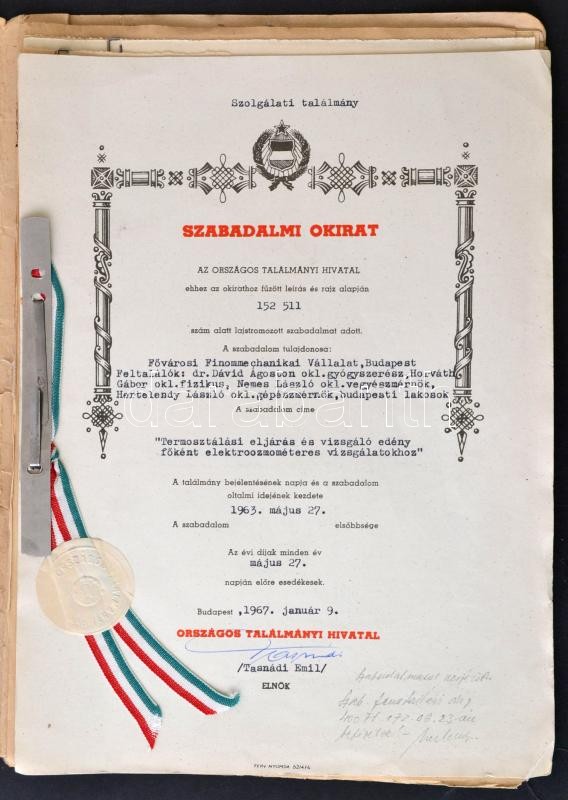 Szolgálati találmány
SZABADALMI OKIRAT
AZ ORSZÁGOS TALÁLMÁNYI HIVATAL
ehhez az okirathoz fűzött leírás és rajz alapján
152 511
szám alatt lajstromozott szabadalmat adott.
A szabadalom tulajdonosa:
Fővárosi Finommechanikai Vállalat,Budapest
Feltalálók: dr.Dávid Ágoston okl.gyógyszerész,Horváth
Gábor okl.fizikus, Nemes László okl.vegyészmérnök,
Hertelendy László okl.gépészmérnök,budapesti lakosok
A szabadalom címe
"Termosztálási eljárás és vizsgáló edény
főként elektroozmométeres vizsgálatokhoz"
A találmány bejelentésének napja és a szabadalom
oltalmi idejének kezdete
1963. május 27.
A szabadalom elsőbbsége
Az évi díjak minden év
május 27.
napján előre esedékesek.
Budapest ,1967. január 9.
ORSZÁGOS TALÁLMÁNYI HIVATAL
/Tasnádi Emil/
ELNÖK
darabanth.com